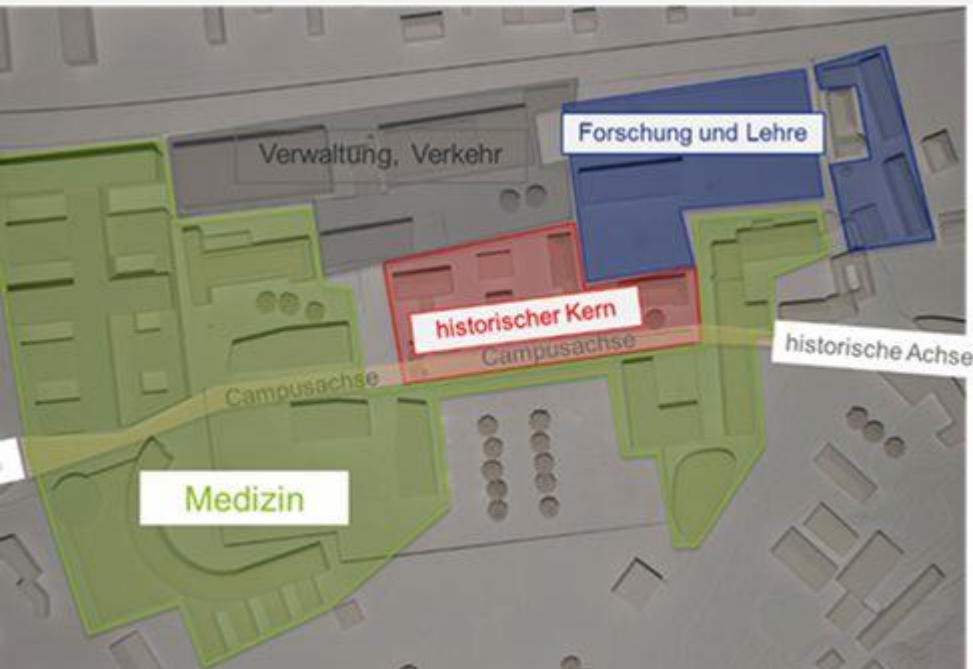 Forschung und Lehre
Verwaltung, Verkehr
historischer Kern
Campusachse
historische Achse
Campusachse
Medizin